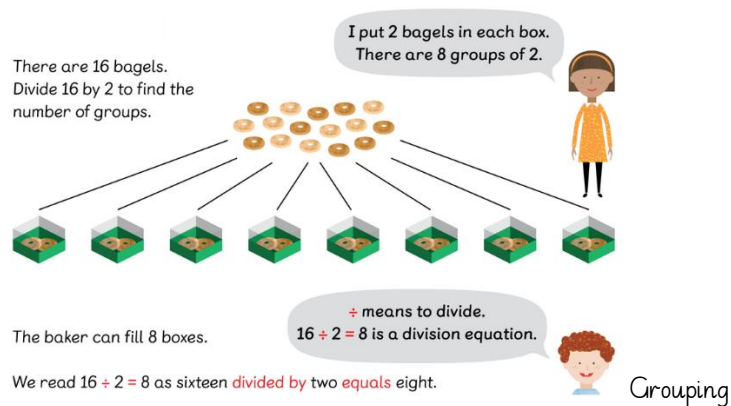 I put 2 bagels in each box.
There are 8 groups of 2.
There are 16 bagels.
Divide 16 by 2 to find the
number of groups.
÷ means to divide.
16 ÷ 2 = 8 is a division equation.
The baker can fill 8 boxes.
We read 16 ÷ 2 = 8 as sixteen divided by two equals eight.
Grouping